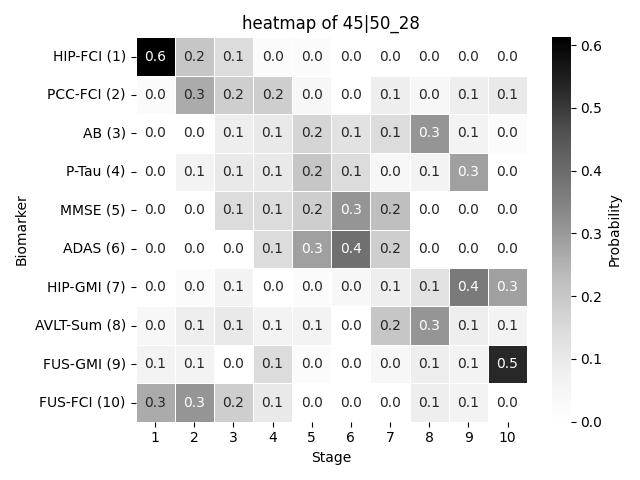 heatmap of 45|50_28
HIP-FCI (1) 0.6 0.2 0.1 0.0 0.0 0.0 0.0 0.0 0.0 0.0
PCC-FCI (2) 0.0 0.3 0.2 0.2 0.0 0.0 0.1 0.0 0.1 0.1
AB (3) 0.0 0.0 0.1 0.1 0.2 0.1 0.1 0.3 0.1 0.0
P-Tau (4) 0.0 0.1 0.1 0.1 0.2 0.1 0.0 0.1 0.3 0.0
MMSE (5) 0.0 0.0 0.1 0.1 0.2 0.3 0.2 0.0 0.0 0.0
ADAS (6) 0.0 0.0 0.0 0.1 0.3 0.4 0.2 0.0 0.0 0.0
HIP-GMI (7) 0.0 0.0 0.1 0.0 0.0 0.0 0.1 0.1 0.4 0.3
AVLT-Sum (8) 0.0 0.1 0.1 0.1 0.1 0.0 0.2 0.3 0.1 0.1
FUS-GMI (9) 0.1 0.1 0.0 0.1 0.0 0.0 0.0 0.1 0.1 0.5
FUS-FCI (10) 0.3 0.3 0.2 0.1 0.0 0.0 0.0 0.1 0.1 0.0
1 2 3 4 5 6 7 8 9 10
Stage
Biomarker
0.6
0.5
0.4
0.3
0.2
0.1
0.0
Probability